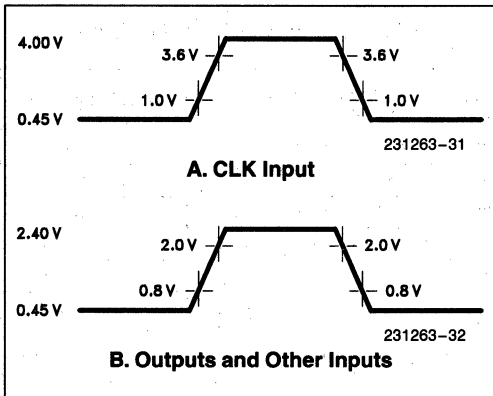 4.00 V
3.6 V 3.6 V
1.0 V 1.0 V
0.45 V
231263-31
A. CLK Input
2.40 V
2.0 V 2.0 V
0.8 V 0.8 V
0.45 V
231263-32
B. Outputs and Other Inputs